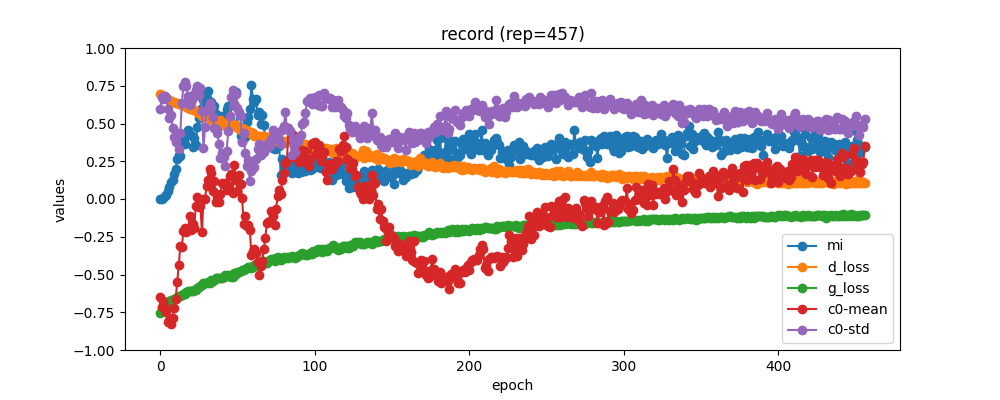 record (rep=457)
1.00
0.75
0.50
0.25
0.00
−0.25
−0.50
−0.75
−1.00
values
0 100 200 300 400
epoch
mi
d_loss
g_loss
c0-mean
c0-std